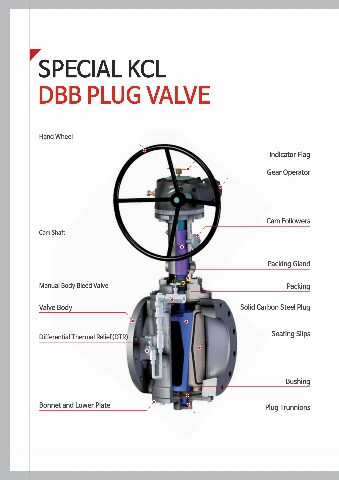 SPECIAL KCL
DBB PLUG VALVE
Hand Wheel
Indicator Flag
Gear Operator
Cam Followers
Cam Shaft
Packing Gland
Manual Body Bleed Valve
Packing
Valve Body
Solid Carbon Steel Plug
Differential Thermal Relief(DTR)
Seating Slips
Bushing
Bonnet and Lower Plate
Plug Trunnions